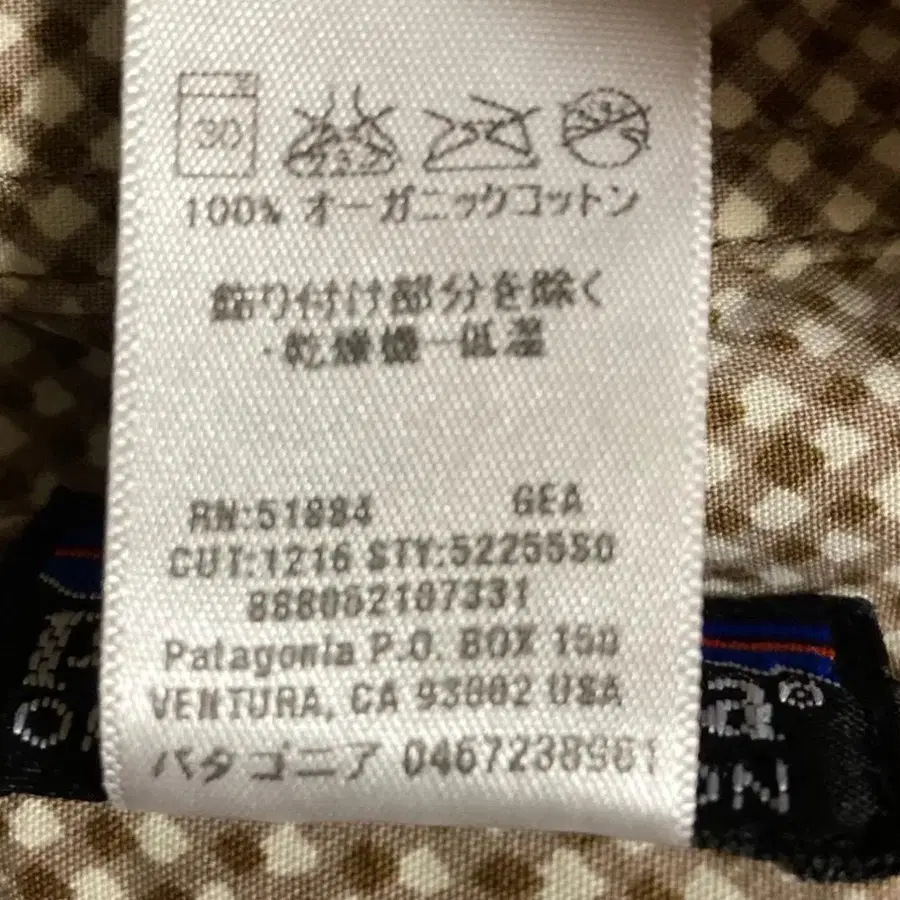 30
100% オーガニックコットン
飾り付け部分を除く
・乾燥機－低温
RN:51884 GEA
CUT:1216 STY:52255S0
888062107331
Patagonia P.O. BOX 150
VENTURA, CA 93002 USA
パタゴニア 0467238961